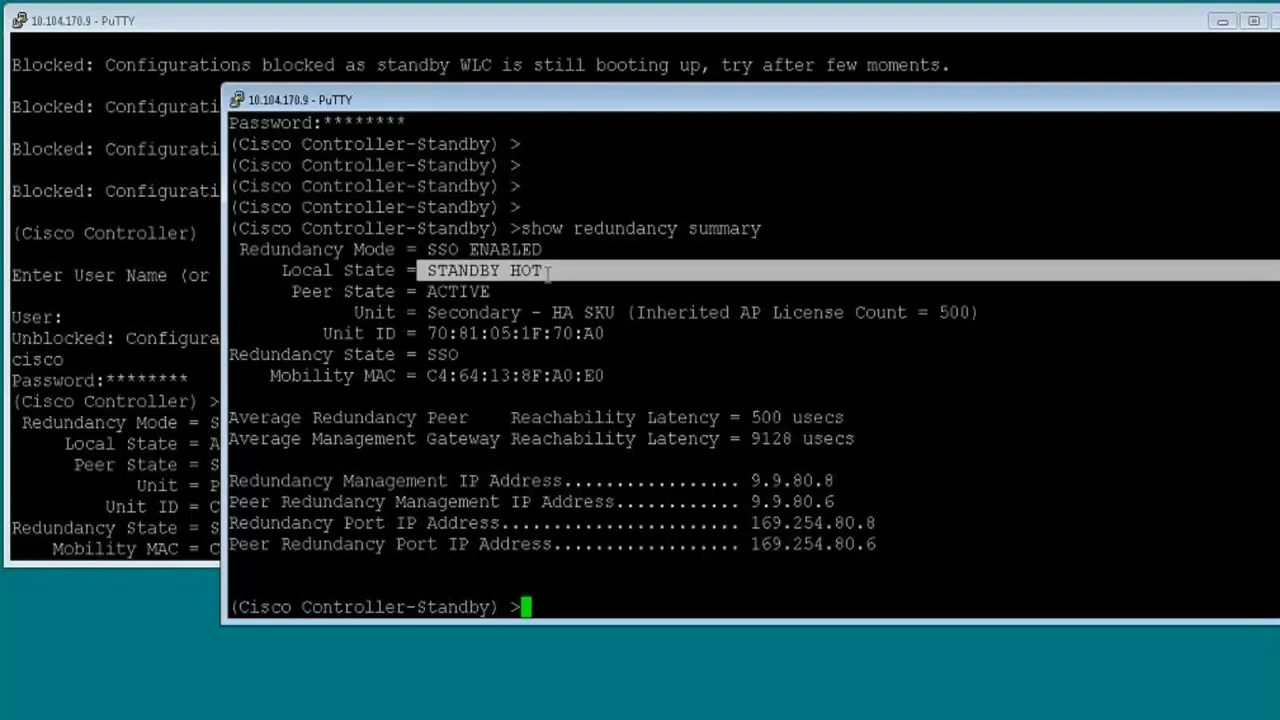 10.104.170.9 - PuTTY
Blocked: Configurations blocked as standby WLC is still booting up, try after few moments.
Blocked: Configurati
Blocked: Configurati
Blocked: Configurati
(Cisco Controller)
Enter User Name (or
User:
Unblocked: Configura
cisco
Password:********
(Cisco Controller) >
Redundancy Mode = S
Local State = A
Peer State = S
Unit = P
Unit ID = C
Redundancy State = S
Mobility MAC = C
10.104.170.9 - PuTTY
Password:********
(Cisco Controller-Standby) >
(Cisco Controller-Standby) >
(Cisco Controller-Standby) >
(Cisco Controller-Standby) >
(Cisco Controller-Standby) >show redundancy summary
Redundancy Mode = SSO ENABLED
Local State = STANDBY HOT
Peer State = ACTIVE
Unit = Secondary - HA SKU (Inherited AP License Count = 500)
Unit ID = 70:81:05:1F:70:A0
Redundancy State = SSO
Mobility MAC = C4:64:13:8F:A0:E0
Average Redundancy Peer    Reachability Latency = 500 usecs
Average Management Gateway Reachability Latency = 9128 usecs
Redundancy Management IP Address................. 9.9.80.8
Peer Redundancy Management IP Address............ 9.9.80.6
Redundancy Port IP Address....................... 169.254.80.8
Peer Redundancy Port IP Address.................. 169.254.80.6
(Cisco Controller-Standby) >